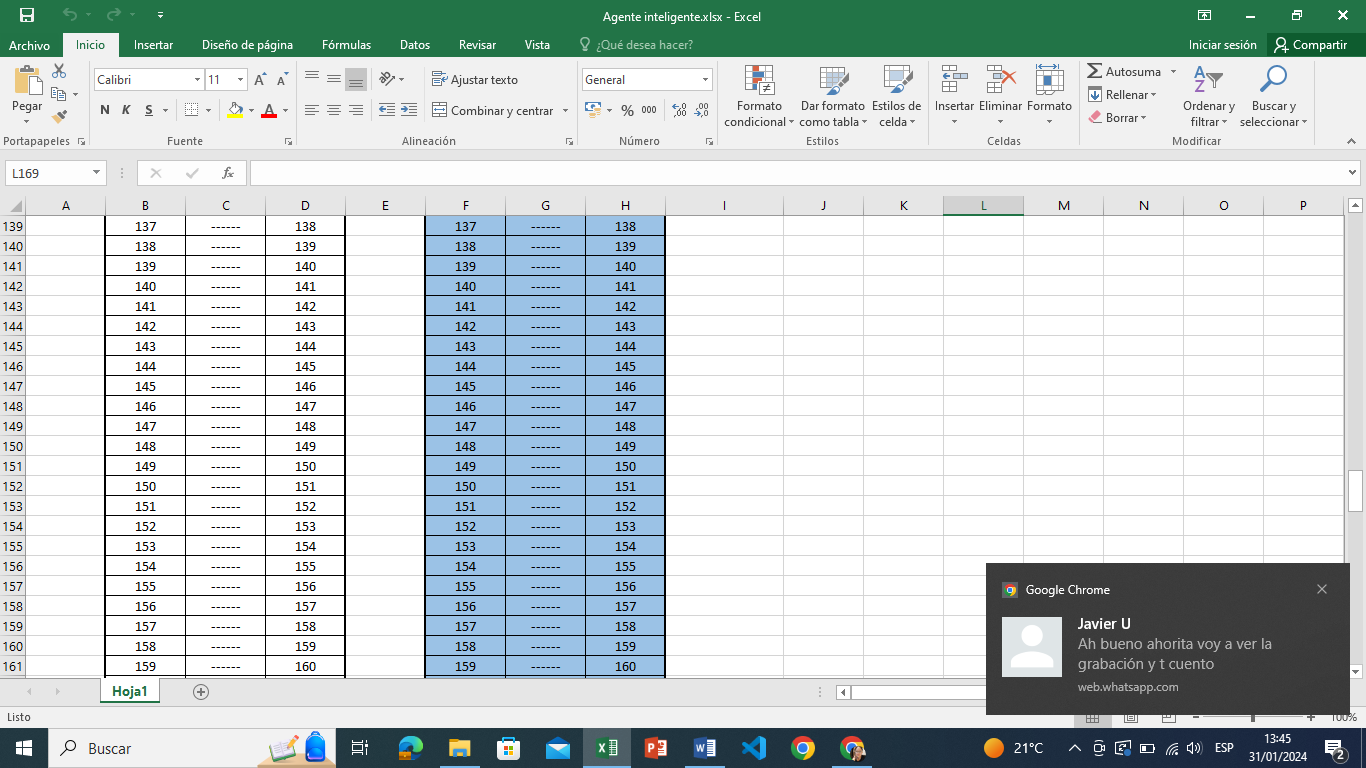 Agente inteligente.xlsx - Excel
Archivo Inicio Insertar Diseño de página Fórmulas Datos Revisar Vista ¿Qué desea hacer? Iniciar sesión Compartir
Pegar
Portapapeles
Calibri 11
N K S
Fuente
Ajustar texto
Combinar y centrar
Alineación
General
% 000
Número
Formato condicional
Dar formato como tabla
Estilos de celda
Estilos
Insertar Eliminar Formato
Celdas
Autosuma
Rellenar
Borrar
Ordenar y filtrar
Buscar y seleccionar
Modificar
L169 fx
A B C D E F G H I J K L M N O P
139 137 ------ 138 137 ------ 138
140 138 ------ 139 138 ------ 139
141 139 ------ 140 139 ------ 140
142 140 ------ 141 140 ------ 141
143 141 ------ 142 141 ------ 142
144 142 ------ 143 142 ------ 143
145 143 ------ 144 143 ------ 144
146 144 ------ 145 144 ------ 145
147 145 ------ 146 145 ------ 146
148 146 ------ 147 146 ------ 147
149 147 ------ 148 147 ------ 148
150 148 ------ 149 148 ------ 149
151 149 ------ 150 149 ------ 150
152 150 ------ 151 150 ------ 151
153 151 ------ 152 151 ------ 152
154 152 ------ 153 152 ------ 153
155 153 ------ 154 153 ------ 154
156 154 ------ 155 154 ------ 155
157 155 ------ 156 155 ------ 156
158 156 ------ 157 156 ------ 157
159 157 ------ 158 157 ------ 158
160 158 ------ 159 158 ------ 159
161 159 ------ 160 159 ------ 160
Google Chrome
Javier U
Ah bueno ahorita voy a ver la
grabación y t cuento
web.whatsapp.com
Hoja1
Listo
100%
Buscar
21°C
ESP
13:45
31/01/2024
2